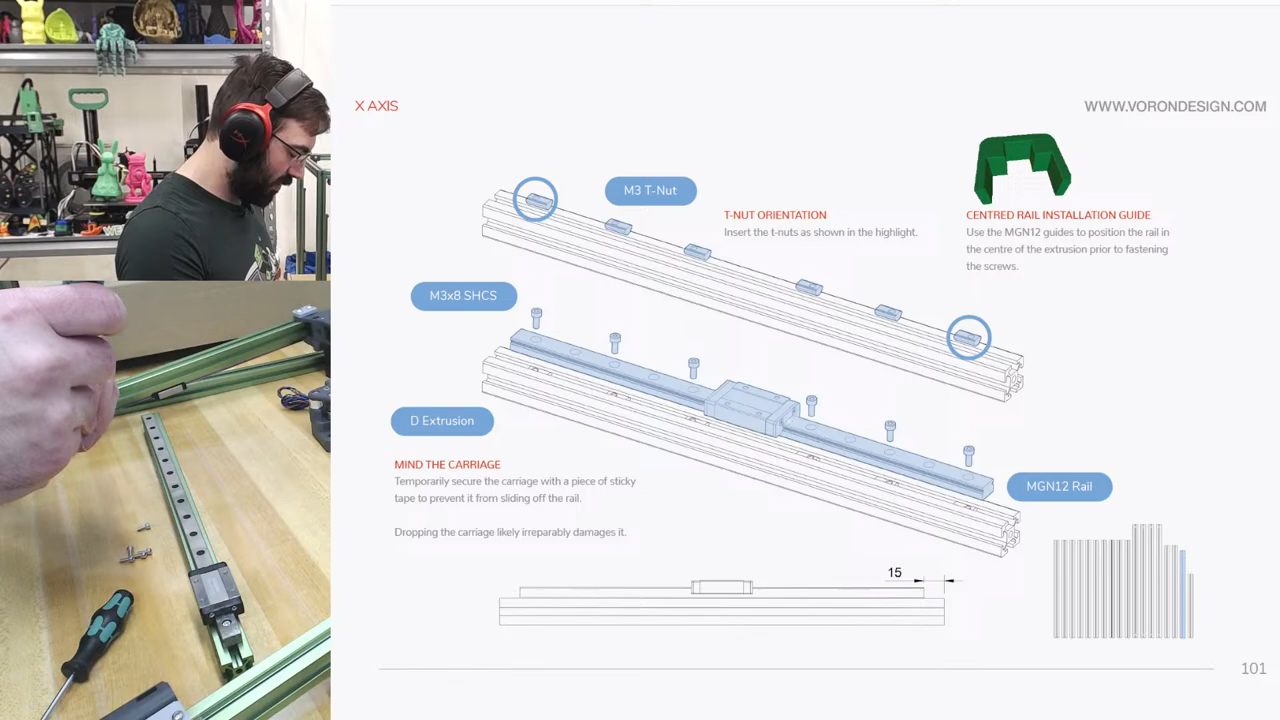 X AXIS
WWW.VORONDESIGN.COM
M3 T-Nut
T-NUT ORIENTATION
Insert the t-nuts as shown in the highlight.
CENTRED RAIL INSTALLATION GUIDE
Use the MGN12 guides to position the rail in
the centre of the extrusion prior to fastening
the screws.
M3x8 SHCS
D Extrusion
MIND THE CARRIAGE
Temporarily secure the carriage with a piece of sticky
tape to prevent it from sliding off the rail.
Dropping the carriage likely irreparably damages it.
MGN12 Rail
15
101